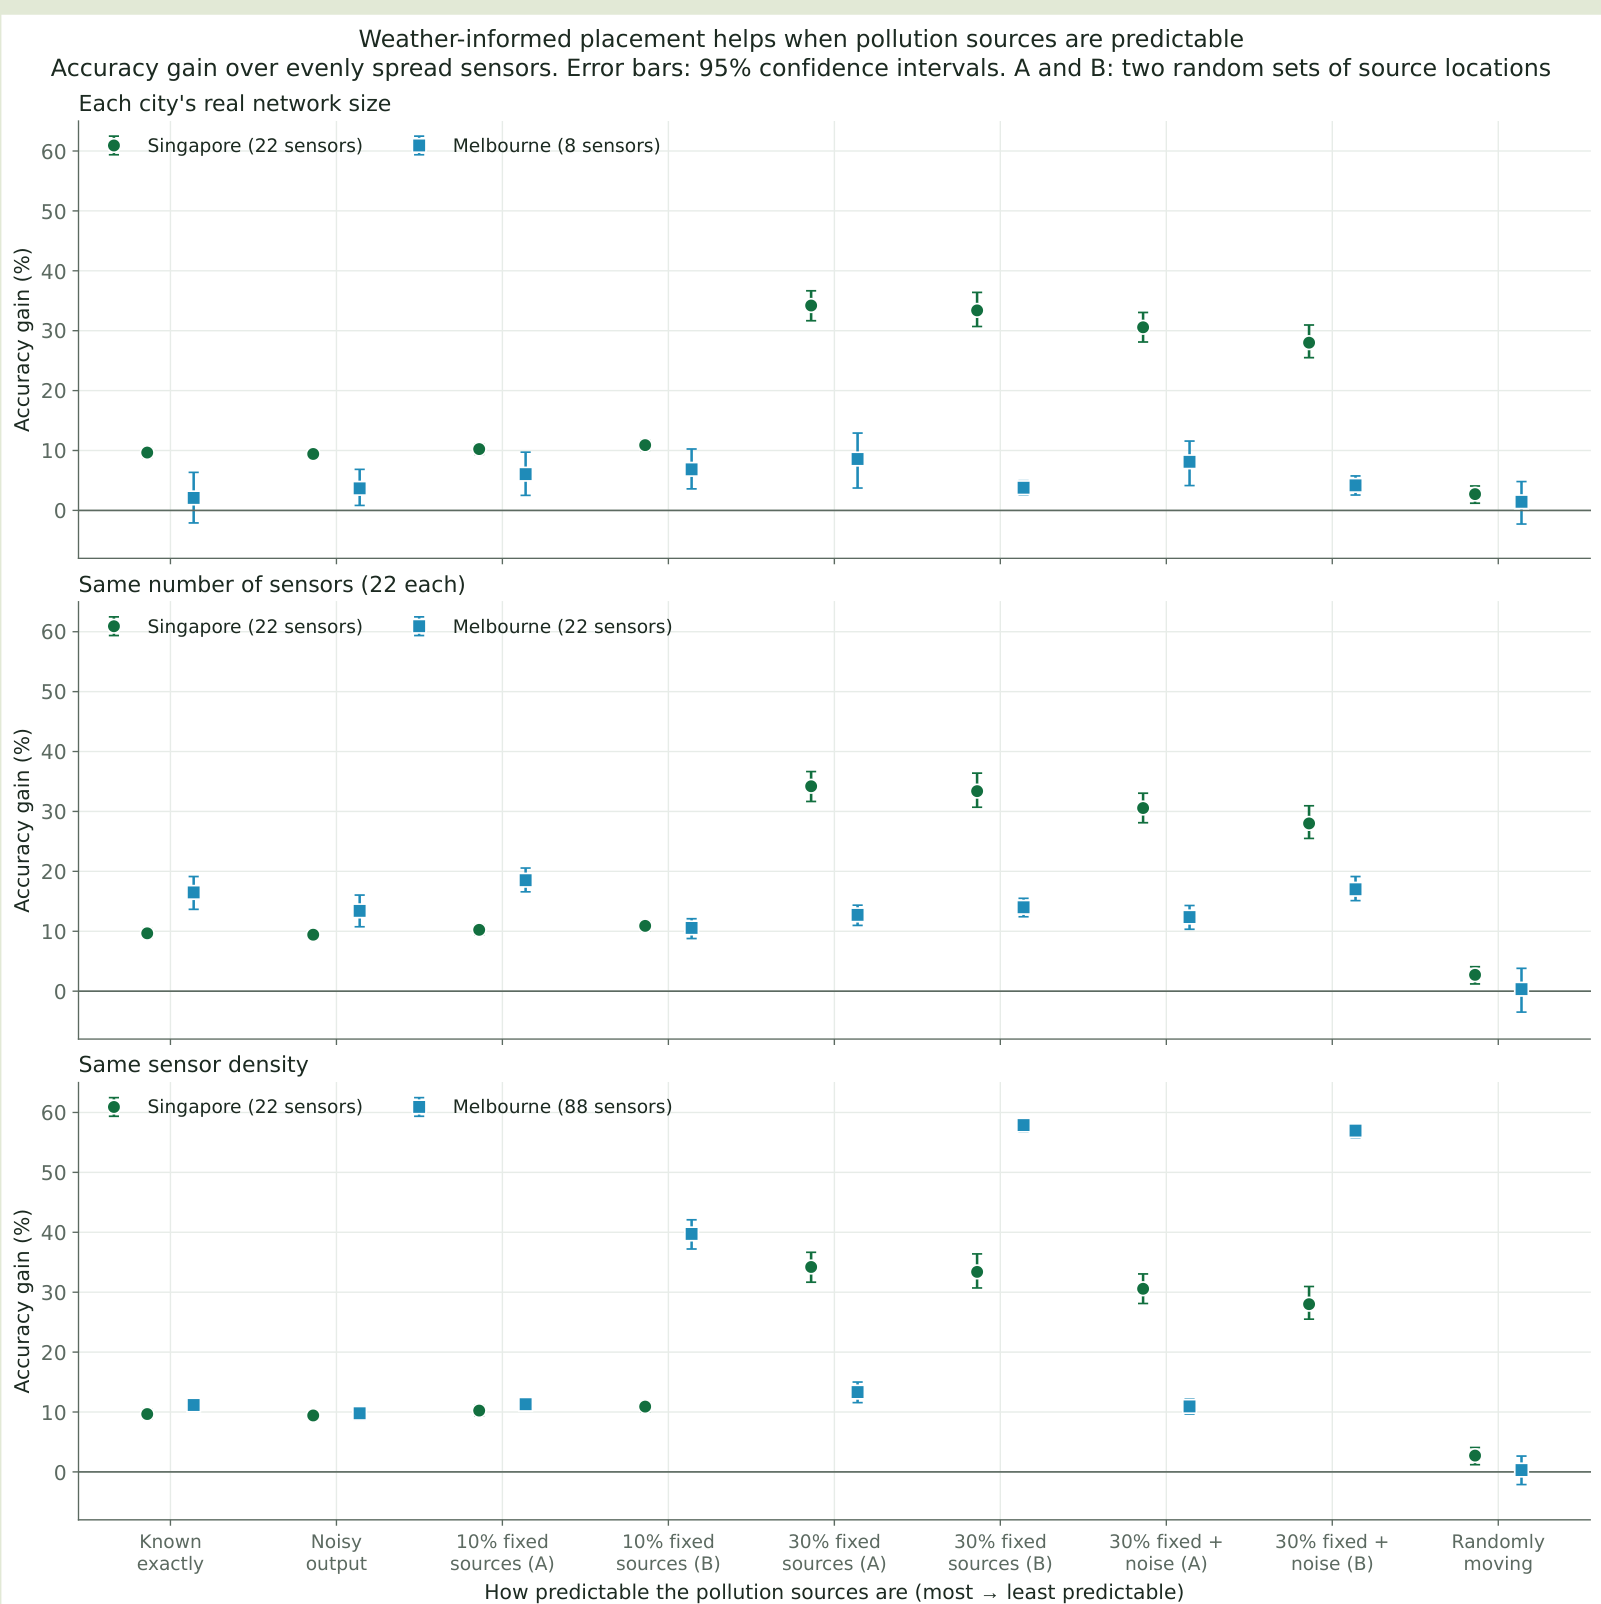 Weather-informed placement helps when pollution sources are predictable
Accuracy gain over evenly spread sensors. Error bars: 95% confidence intervals. A and B: two random sets of source locations
Each city's real network size
Singapore (22 sensors)
Melbourne (8 sensors)
60
50
40
30
20
10
0
Accuracy gain (%)
Same number of sensors (22 each)
Singapore (22 sensors)
Melbourne (22 sensors)
60
50
40
30
20
10
0
Accuracy gain (%)
Same sensor density
Singapore (22 sensors)
Melbourne (88 sensors)
60
50
40
30
20
10
0
Accuracy gain (%)
Known
exactly
Noisy
output
10% fixed
sources (A)
10% fixed
sources (B)
30% fixed
sources (A)
30% fixed
sources (B)
30% fixed +
noise (A)
30% fixed +
noise (B)
Randomly
moving
How predictable the pollution sources are (most → least predictable)